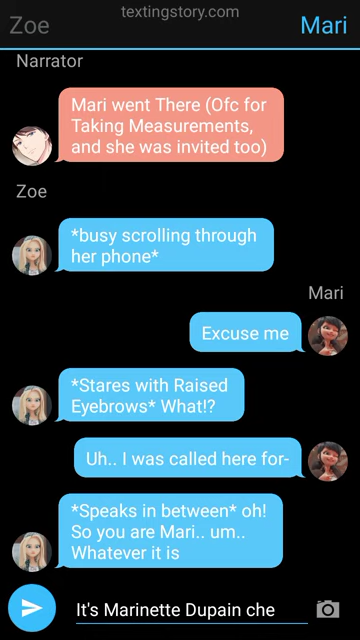 textingstory.com
Zoe
Mari
Narrator
Mari went There (Ofc for
Taking Measurements,
and she was invited too)
Zoe
*busy scrolling through
her phone*
Mari
Excuse me
*Stares with Raised
Eyebrows* What!?
Uh.. I was called here for-
*Speaks in between* oh!
So you are Mari.. um..
Whatever it is
It's Marinette Dupain che